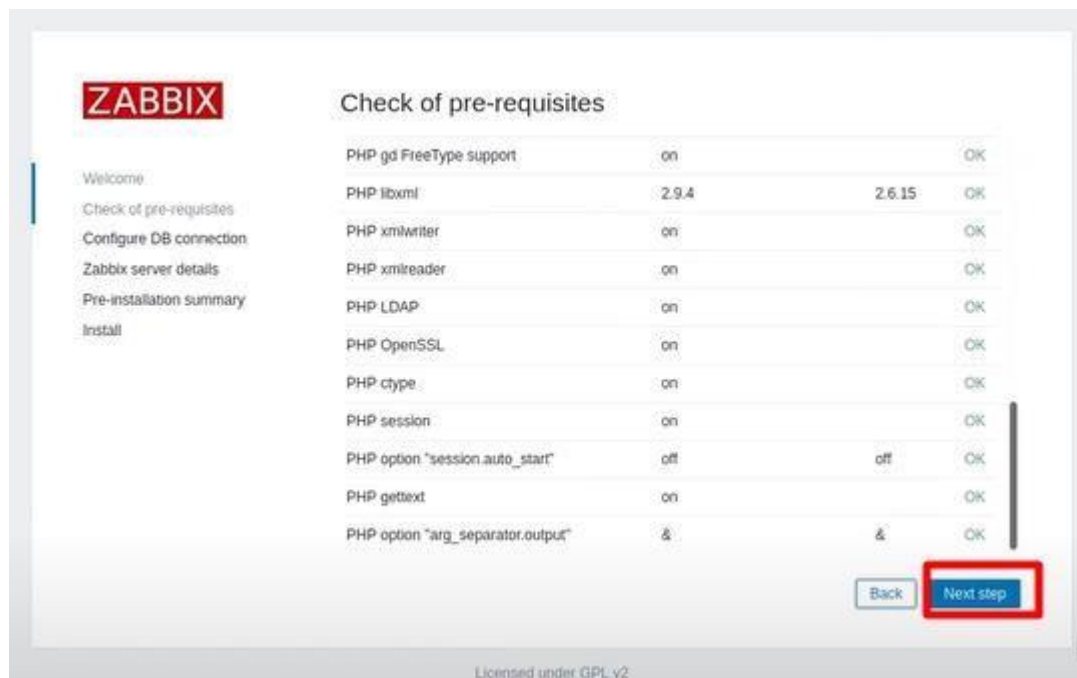 ZABBIX
Check of pre-requisites
Welcome
Check of pre-requisites
Configure DB connection
Zabbix server details
Pre-installation summary
Install
PHP gd FreeType support on OK
PHP libxml 2.9.4 2.6.15 OK
PHP xmlwriter on OK
PHP xmlreader on OK
PHP LDAP on OK
PHP OpenSSL on OK
PHP ctype on OK
PHP session on OK
PHP option "session.auto_start" off off OK
PHP gettext on OK
PHP option "arg_separator.output" & & OK
Back Next step
Licensed under GPL v2